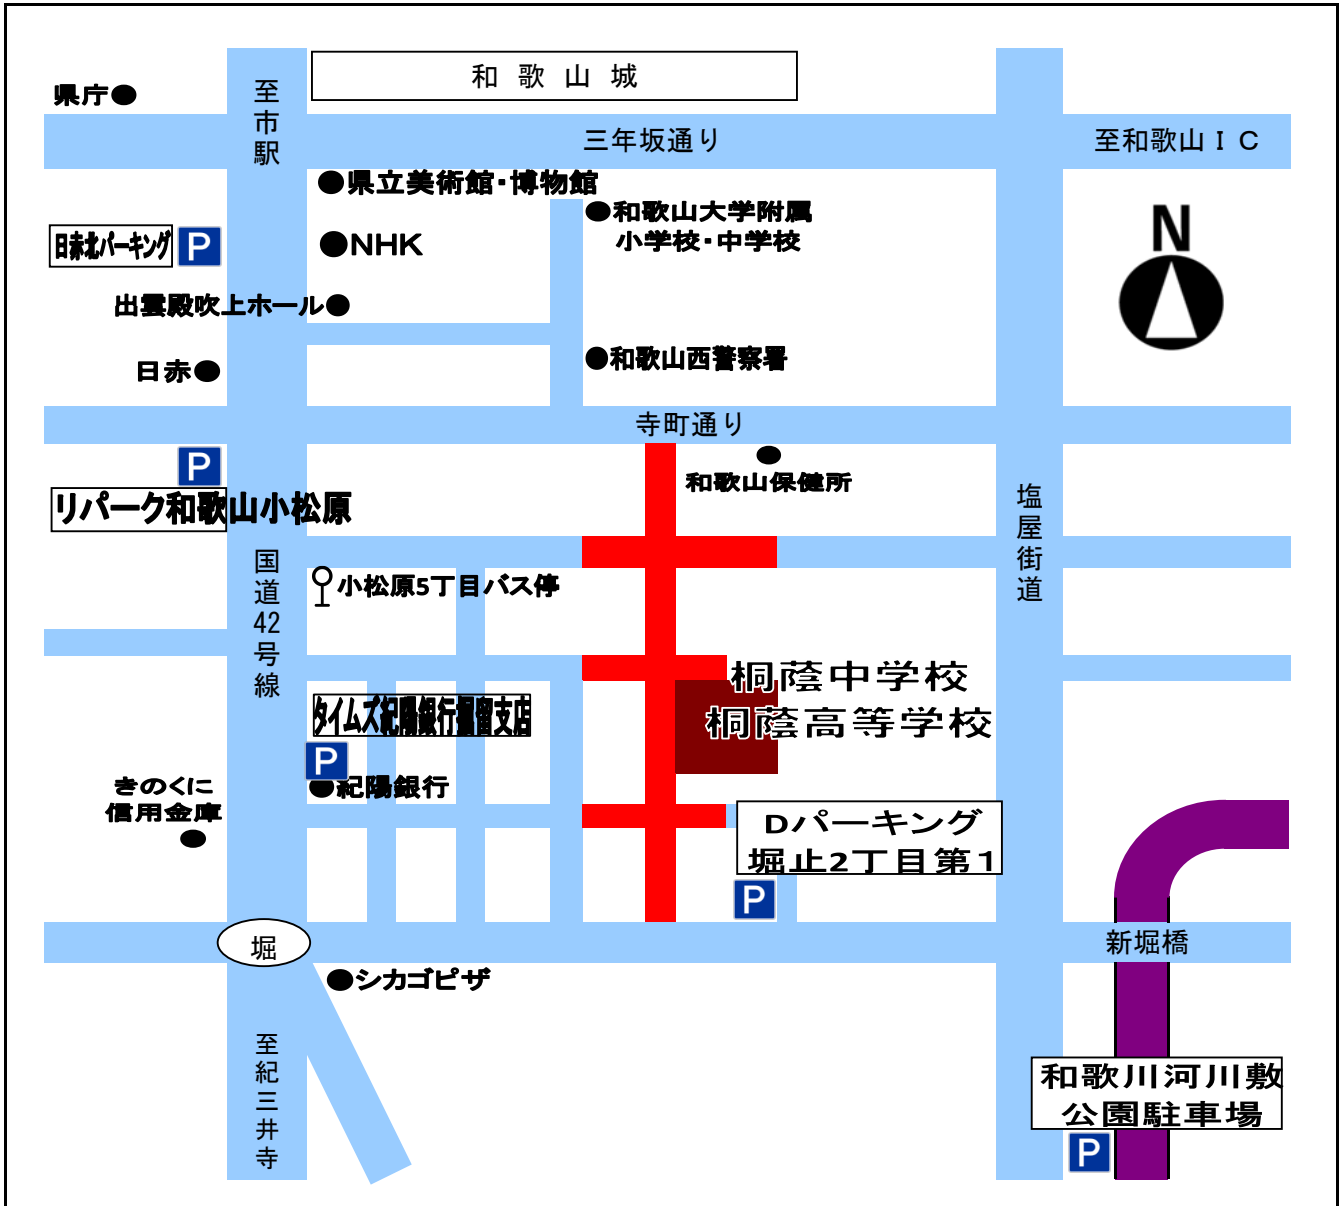 和歌山城
県庁
至市駅
三年坂通り
至和歌山ＩＣ
県立美術館・博物館
和歌山大学附属
小学校・中学校
N
日赤北パーキング
P
NHK
出雲殿吹上ホール
和歌山西警察署
日赤
寺町通り
P
和歌山保健所
リパーク和歌山小松原
塩屋街道
国道42号線
小松原5丁目バス停
桐蔭中学校
桐蔭高等学校
タイムズ紀陽銀行堀留支店
P
紀陽銀行
きのくに
信用金庫
Dパーキング
堀止2丁目第1
P
堀
新堀橋
シカゴピザ
至紀三井寺
和歌川河川敷
公園駐車場
P